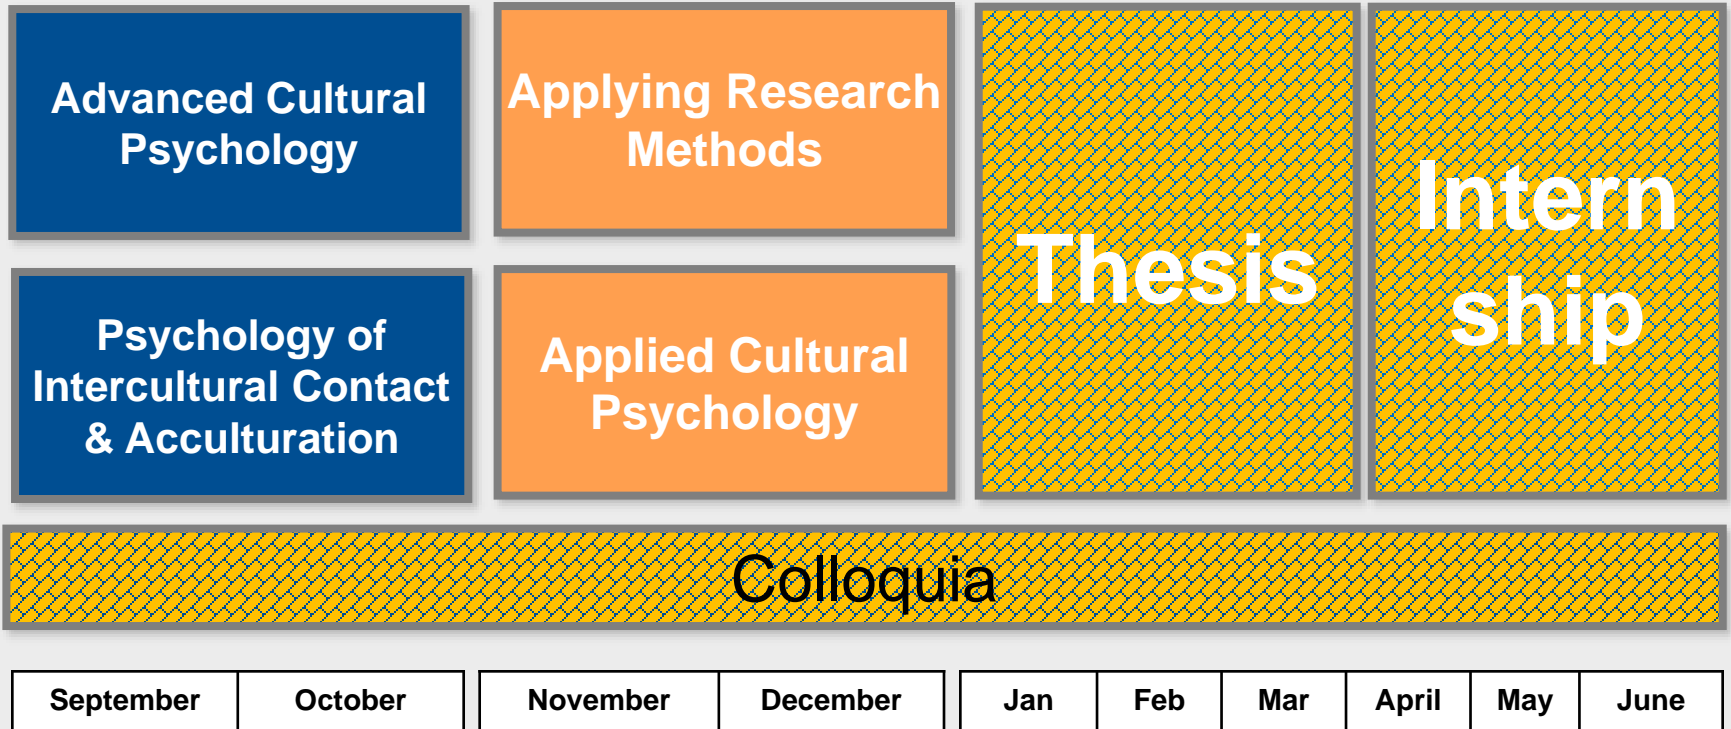 Advanced Cultural
Psychology
Applying Research
Methods
Thesis
Intern
ship
Psychology of
Intercultural Contact
& Acculturation
Applied Cultural
Psychology
Colloquia
September October November December Jan Feb Mar April May June